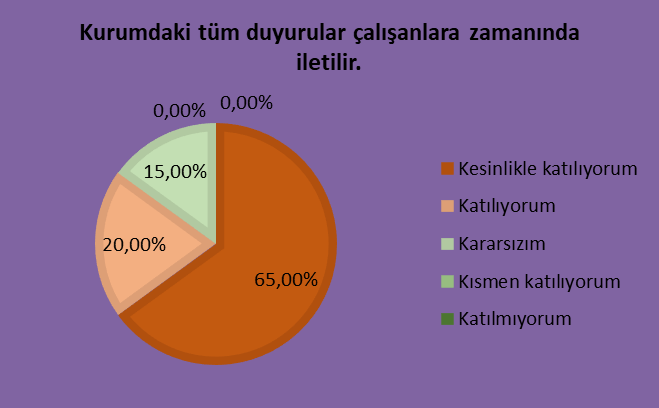 Kurumdaki tüm duyurular çalışanlara zamanında
iletilir.
0,00%
0,00%
15,00%
20,00%
65,00%
Kesinlikle katılıyorum
Katılıyorum
Kararsızım
Kısmen katılıyorum
Katılmıyorum